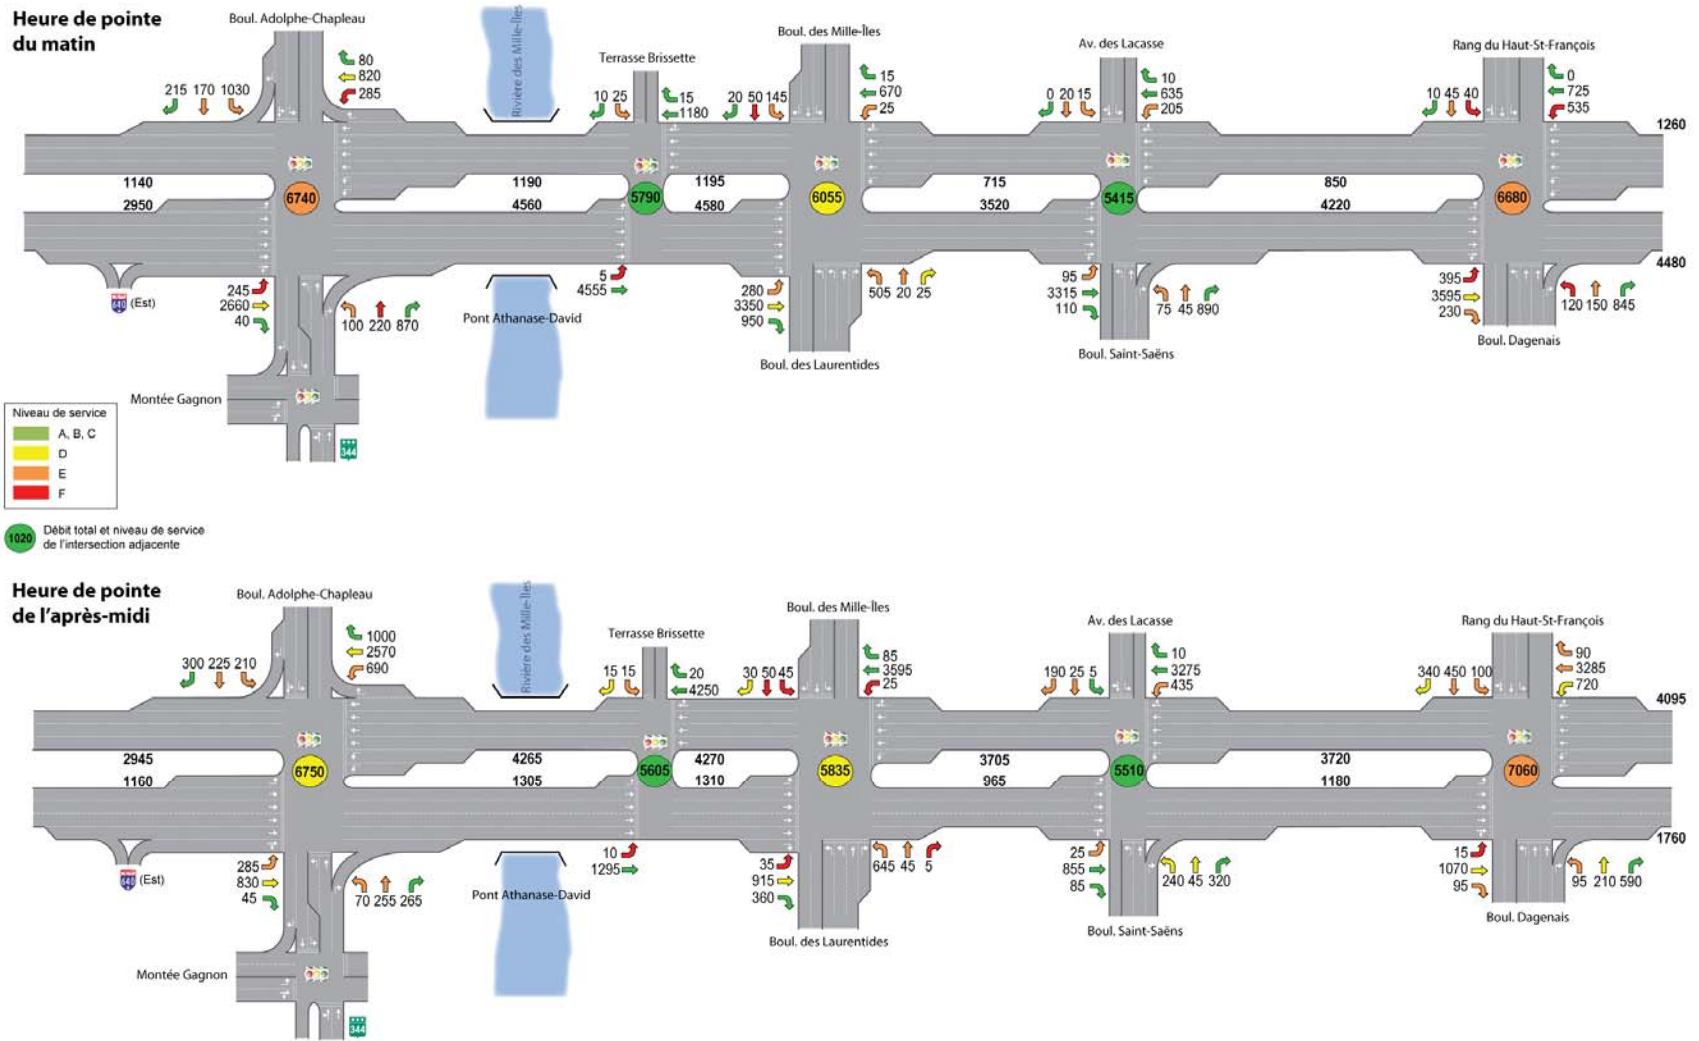 Heure de pointe
du matin
Boul. Adolphe-Chapleau
80
820
285
215 170 1030
Rivière des Mille-Îles
Terrasse Brissette
10 25
15
1180
Boul. des Mille-Îles
20 50 145
15
670
25
Av. des Lacasse
0 20 15
10
635
205
Rang du Haut-St-François
10 45 40
0
725
535
1260
1140
2950
6740
1190
4560
5790
1195
4580
6055
715
3520
5415
850
4220
6680
4480
640 (Est)
245
2660
40
100 220 870
Pont Athanase-David
5
4555
280
3350
950
505 20 25
Boul. des Laurentides
95
3315
110
75 45 890
Boul. Saint-Saëns
395
3595
230
120 150 845
Boul. Dagenais
Montée Gagnon
344
Niveau de service
A, B, C
D
E
F
1020
Débit total et niveau de service
de l'intersection adjacente
Heure de pointe
de l'après-midi
Boul. Adolphe-Chapleau
1000
2570
690
300 225 210
Rivière des Mille-Îles
Terrasse Brissette
15 15
20
4250
Boul. des Mille-Îles
30 50 45
85
3595
25
Av. des Lacasse
190 25 5
10
3275
435
Rang du Haut-St-François
340 450 100
90
3285
720
4095
2945
1160
6750
4265
1305
5605
4270
1310
5835
3705
965
5510
3720
1180
7060
1760
640 (Est)
285
830
45
70 255 265
Pont Athanase-David
10
1295
35
915
360
645 45 5
Boul. des Laurentides
25
855
85
240 45 320
Boul. Saint-Saëns
15
1070
95
95 210 590
Boul. Dagenais
Montée Gagnon
344